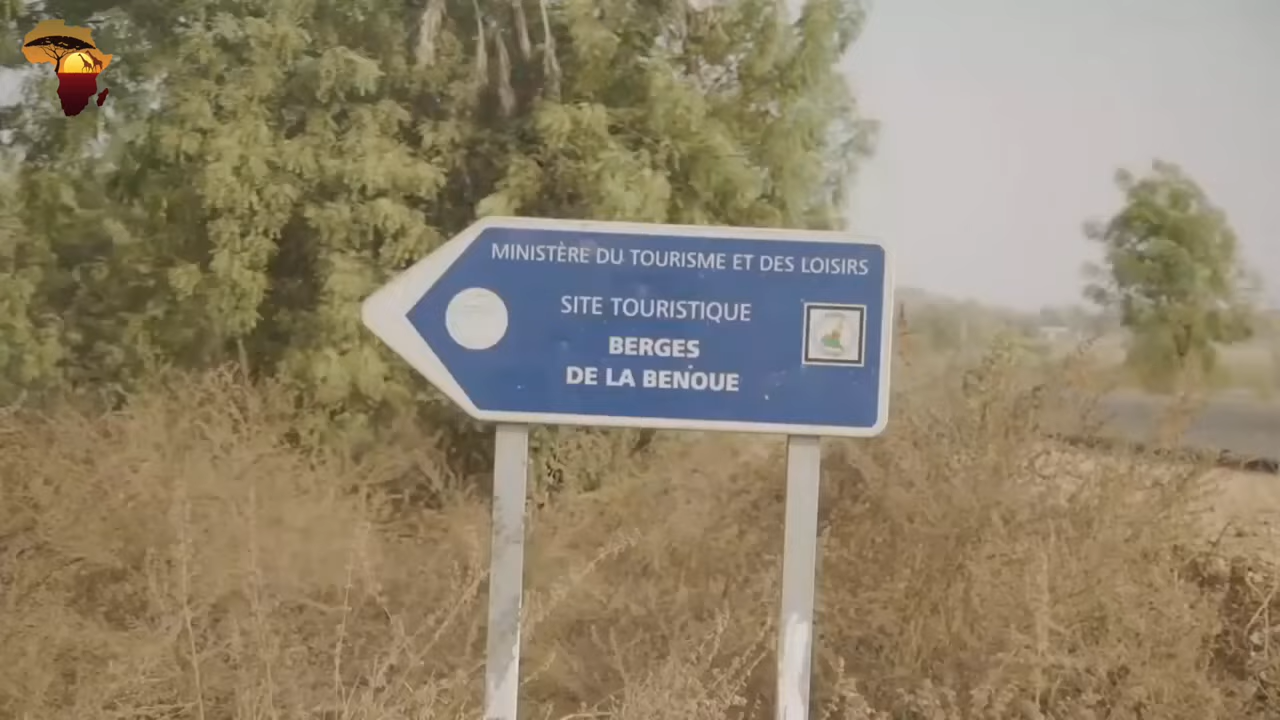 MINISTÈRE DU TOURISME ET DES LOISIRS
SITE TOURISTIQUE
BERGES
DE LA BENOUE